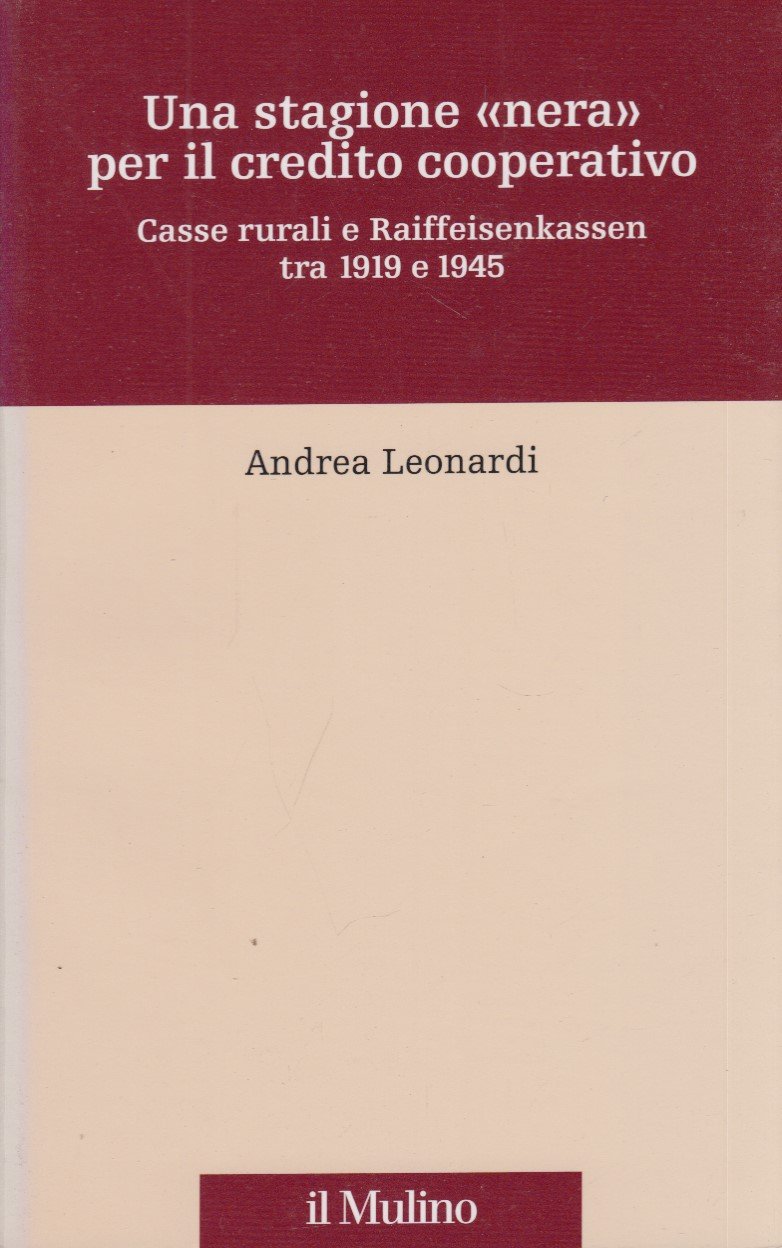 Una stagione «nera»
per il credito cooperativo
Casse rurali e Raiffeisenkassen
tra 1919 e 1945
Andrea Leonardi
il Mulino